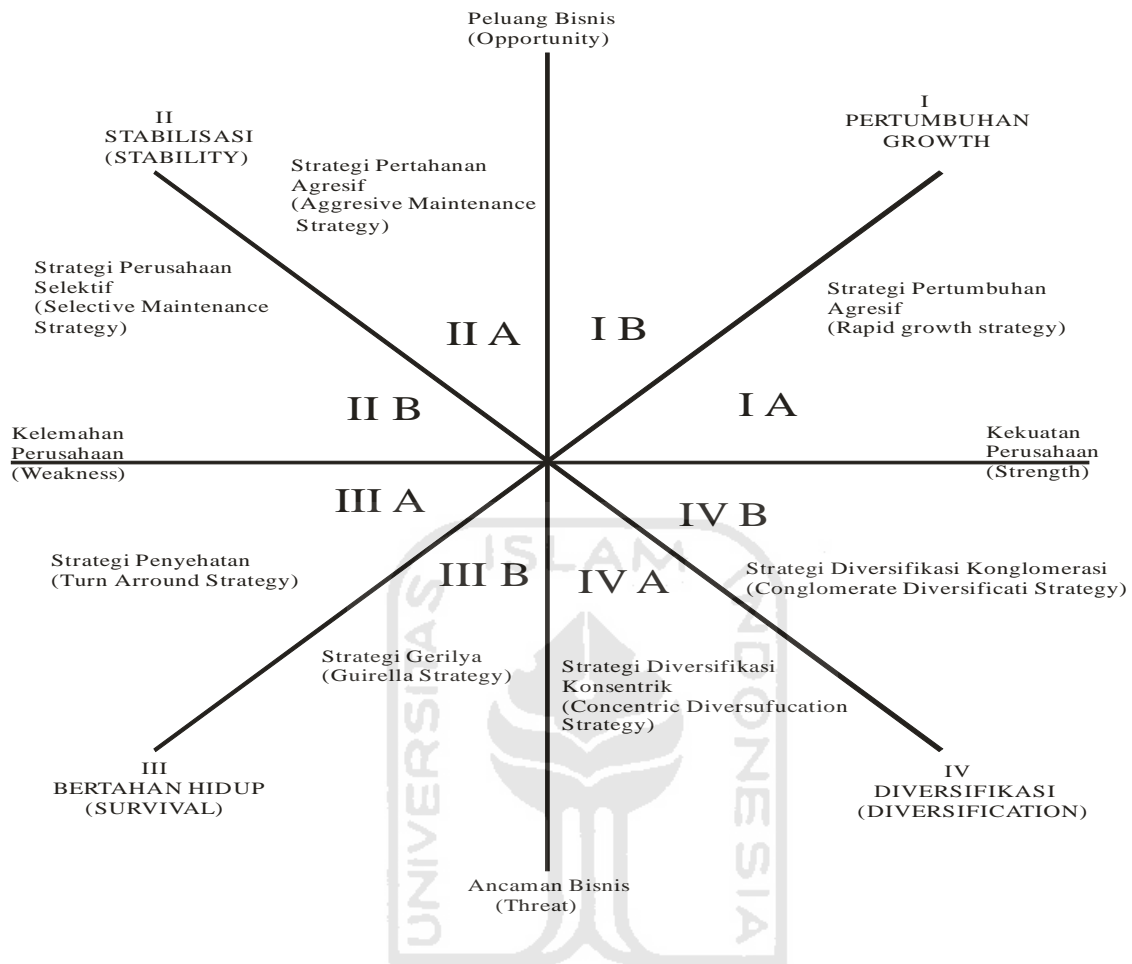 Peluang Bisnis
(Opportunity)
II
STABILISASI
(STABILITY)
I
PERTUMBUHAN
GROWTH
Strategi Pertahanan
Agresif
(Aggresive Maintenance
Strategy)
Strategi Perusahaan
Selektif
(Selective Maintenance
Strategy)
Strategi Pertumbuhan
Agresif
(Rapid growth strategy)
II A
I B
II B
I A
Kelemahan
Perusahaan
(Weakness)
Kekuatan
Perusahaan
(Strength)
III A
IV B
III B
IV A
Strategi Penyehatan
(Turn Arround Strategy)
Strategi Diversifikasi Konglomerasi
(Conglomerate Diversificati Strategy)
Strategi Gerilya
(Guirella Strategy)
Strategi Diversifikasi
Konsentrik
(Concentric Diversufucation
Strategy)
III
BERTAHAN HIDUP
(SURVIVAL)
IV
DIVERSIFIKASI
(DIVERSIFICATION)
Ancaman Bisnis
(Threat)
UNIVERSITAS
ISLAM
INDONESIA